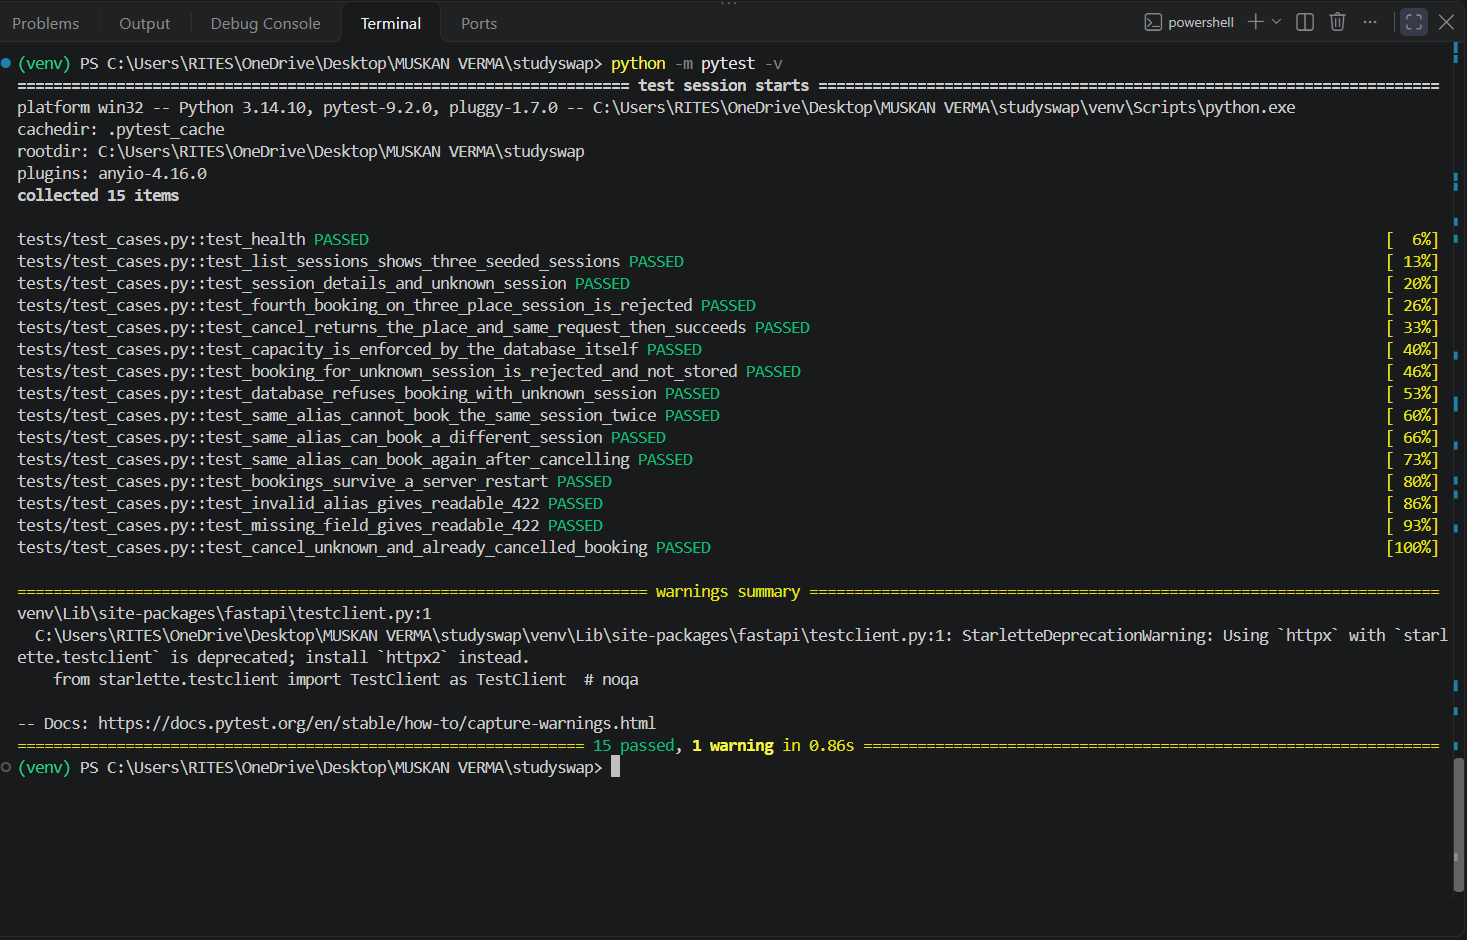 Problems Output Debug Console Terminal Ports powershell
(venv) PS C:\Users\RITES\OneDrive\Desktop\MUSKAN VERMA\studyswap> python -m pytest -v
==================================================================== test session starts =====================================================================
platform win32 -- Python 3.14.10, pytest-9.2.0, pluggy-1.7.0 -- C:\Users\RITES\OneDrive\Desktop\MUSKAN VERMA\studyswap\venv\Scripts\python.exe
cachedir: .pytest_cache
rootdir: C:\Users\RITES\OneDrive\Desktop\MUSKAN VERMA\studyswap
plugins: anyio-4.16.0
collected 15 items
tests/test_cases.py::test_health PASSED [  6%]
tests/test_cases.py::test_list_sessions_shows_three_seeded_sessions PASSED [ 13%]
tests/test_cases.py::test_session_details_and_unknown_session PASSED [ 20%]
tests/test_cases.py::test_fourth_booking_on_three_place_session_is_rejected PASSED [ 26%]
tests/test_cases.py::test_cancel_returns_the_place_and_same_request_then_succeeds PASSED [ 33%]
tests/test_cases.py::test_capacity_is_enforced_by_the_database_itself PASSED [ 40%]
tests/test_cases.py::test_booking_for_unknown_session_is_rejected_and_not_stored PASSED [ 46%]
tests/test_cases.py::test_database_refuses_booking_with_unknown_session PASSED [ 53%]
tests/test_cases.py::test_same_alias_cannot_book_the_same_session_twice PASSED [ 60%]
tests/test_cases.py::test_same_alias_can_book_a_different_session PASSED [ 66%]
tests/test_cases.py::test_same_alias_can_book_again_after_cancelling PASSED [ 73%]
tests/test_cases.py::test_bookings_survive_a_server_restart PASSED [ 80%]
tests/test_cases.py::test_invalid_alias_gives_readable_422 PASSED [ 86%]
tests/test_cases.py::test_missing_field_gives_readable_422 PASSED [ 93%]
tests/test_cases.py::test_cancel_unknown_and_already_cancelled_booking PASSED [100%]
====================================================================== warnings summary ======================================================================
venv\Lib\site-packages\fastapi\testclient.py:1
  C:\Users\RITES\OneDrive\Desktop\MUSKAN VERMA\studyswap\venv\Lib\site-packages\fastapi\testclient.py:1: StarletteDeprecationWarning: Using `httpx` with `starl
ette.testclient` is deprecated; install `httpx2` instead.
    from starlette.testclient import TestClient as TestClient  # noqa
-- Docs: https://docs.pytest.org/en/stable/how-to/capture-warnings.html
=============================================================== 15 passed, 1 warning in 0.86s ================================================================
(venv) PS C:\Users\RITES\OneDrive\Desktop\MUSKAN VERMA\studyswap>